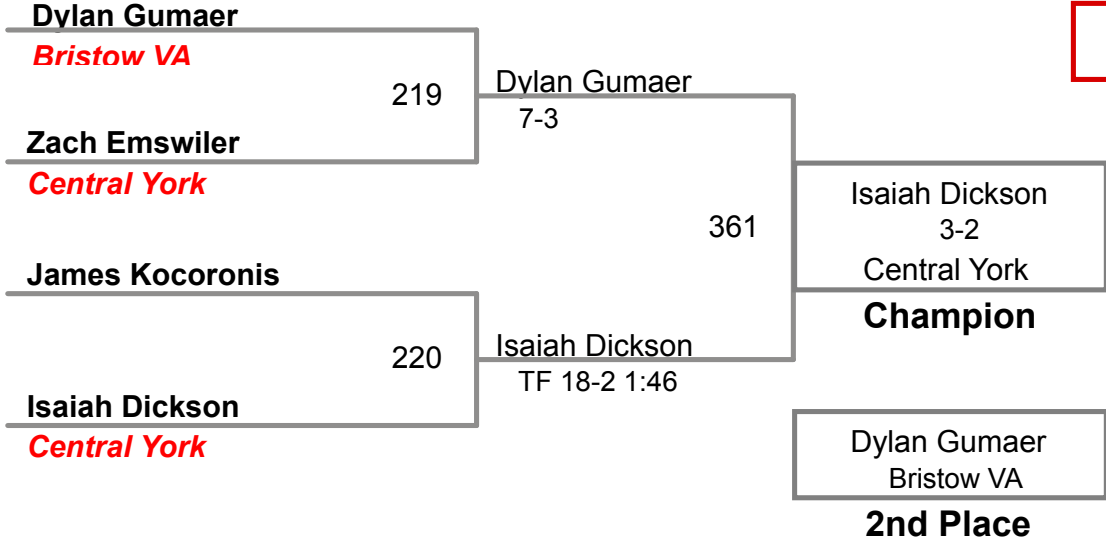 Dylan Gumaer
Bristow VA
219
Dylan Gumaer
7-3
Zach Emswiler
Central York
361
Isaiah Dickson
3-2
Central York
Champion
James Kocoronis
220
Isaiah Dickson
TF 18-2 1:46
Isaiah Dickson
Central York
Dylan Gumaer
Bristow VA
2nd Place